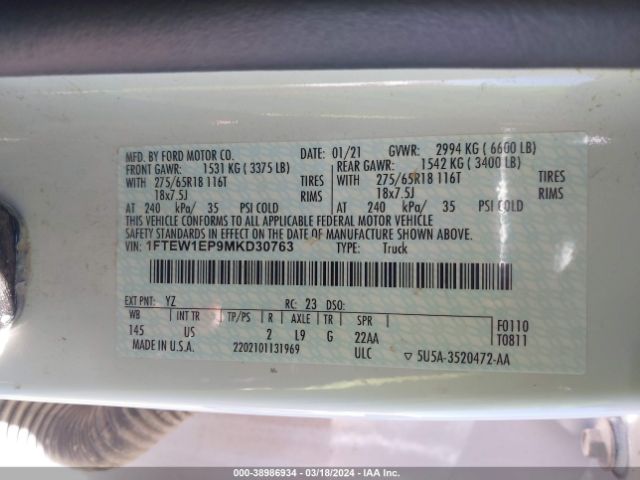 MFD. BY FORD MOTOR CO. 01/21 GVWR: 2994 KG ( 6600 LB)
FRONT GAWR: 1531 KG ( 3375 LB) REAR GAWR: 1542 KG ( 3400 LB)
WITH 275/65R18 116T TIRES WITH 275/65R18 116T TIRES
18x7.5J RIMS 18x7.5J RIMS
AT 240 kPa/ 35 PSI COLD AT 240 kPa/ 35 PSI COLD
THIS VEHICLE CONFORMS TO ALL APPLICABLE FEDERAL MOTOR VEHICLE
SAFETY STANDARDS IN EFFECT ON THE DATE OF MANUFACTURE SHOWN ABOVE.
VIN: 1FTEW1EP9MKD30763 TYPE: Truck
EXT PNT: YZ RC: 23 DSO:
WB INT TR TP/PS R AXLE TR SPR F0110
145 US 2 L9 G 22AA T0811
MADE IN U.S.A. 2202101131969 ULC ▽ 5U5A-3520472-AA
000-38986934 / 03/18/2024 - IAA Inc.